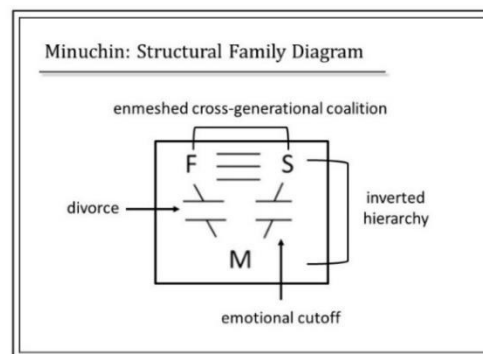 Minuchin: Structural Family Diagram
enmeshed cross-generational coalition
F S
divorce
inverted
hierarchy
M
emotional cutoff